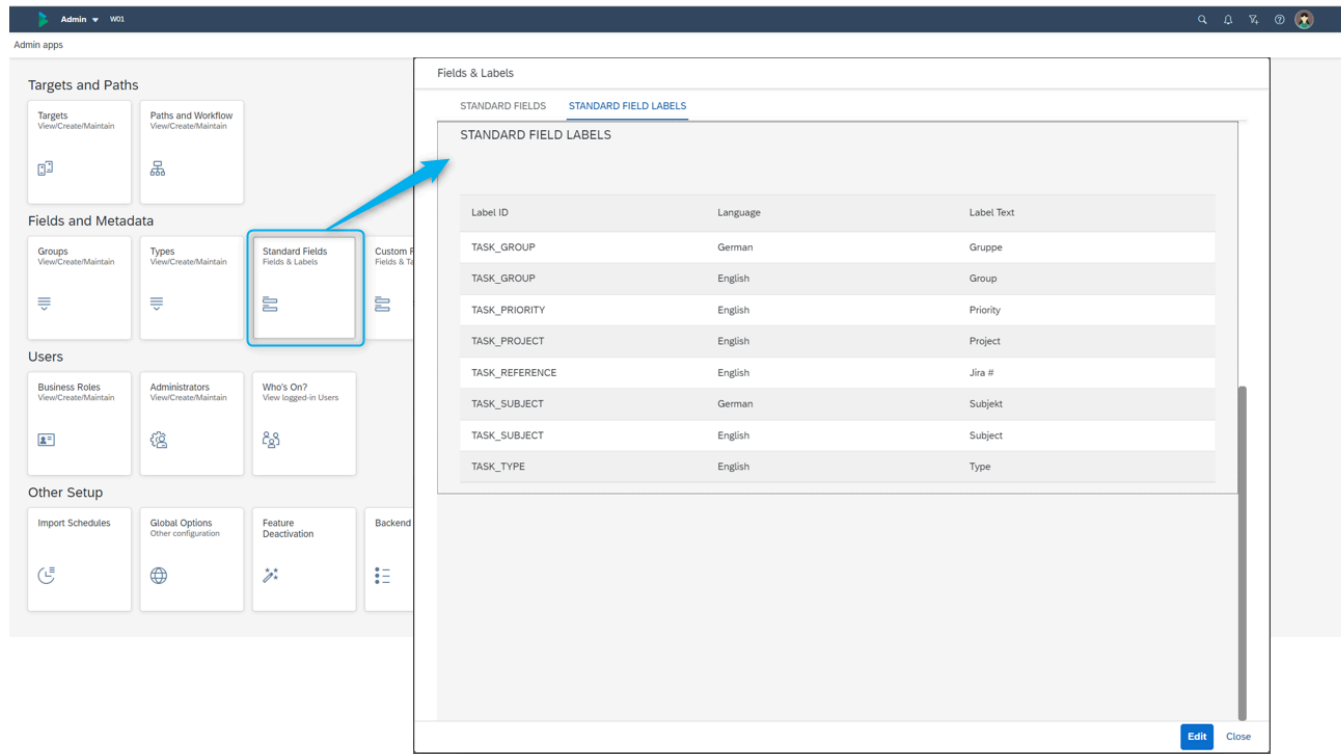 Admin W01
Admin apps
Targets and Paths
Targets
View/Create/Maintain
Paths and Workflow
View/Create/Maintain
Fields and Metadata
Groups
View/Create/Maintain
Types
View/Create/Maintain
Standard Fields
Fields & Labels
Custom F
Fields & Ta
Users
Business Roles
View/Create/Maintain
Administrators
View/Create/Maintain
Who's On?
View logged-in Users
Other Setup
Import Schedules
Global Options
Other configuration
Feature
Deactivation
Backend
Fields & Labels
STANDARD FIELDS STANDARD FIELD LABELS
STANDARD FIELD LABELS
Label ID Language Label Text
TASK_GROUP German Gruppe
TASK_GROUP English Group
TASK_PRIORITY English Priority
TASK_PROJECT English Project
TASK_REFERENCE English Jira #
TASK_SUBJECT German Subjekt
TASK_SUBJECT English Subject
TASK_TYPE English Type
Edit Close